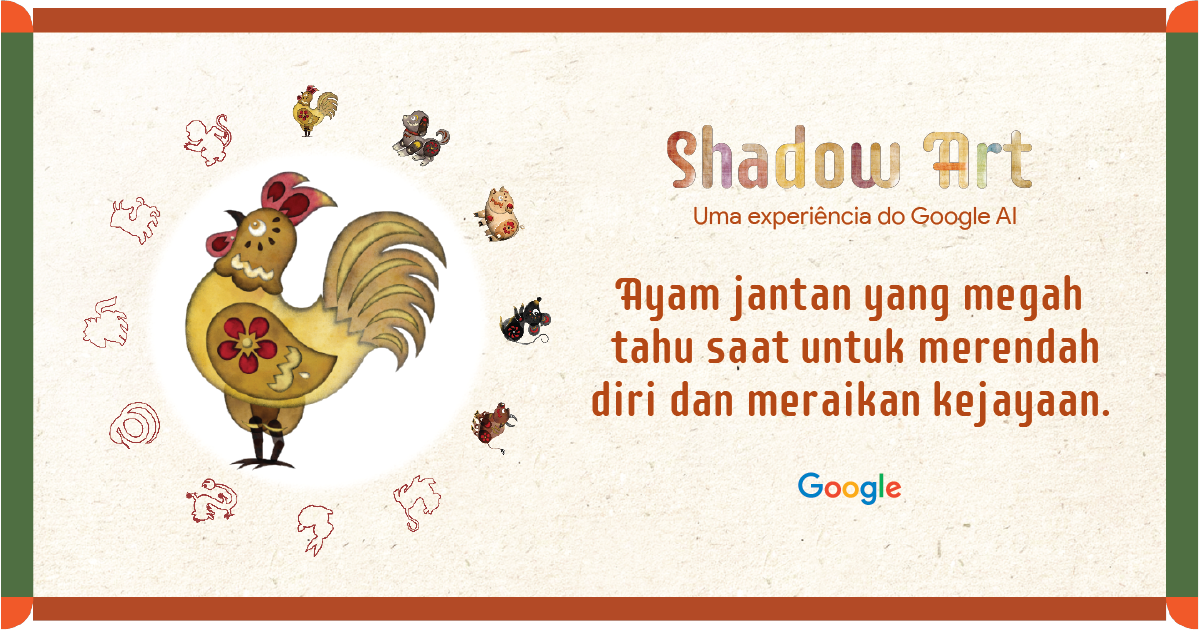 Shadow Art
Uma experiência do Google AI
Ayam jantan yang megah
tahu saat untuk merendah
diri dan meraikan kejayaan.
Google